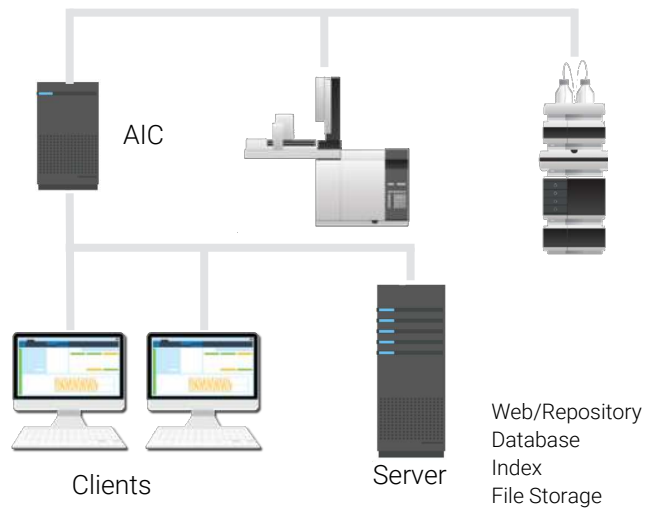 AIC
Clients
Server
Web/Repository
Database
Index
File Storage